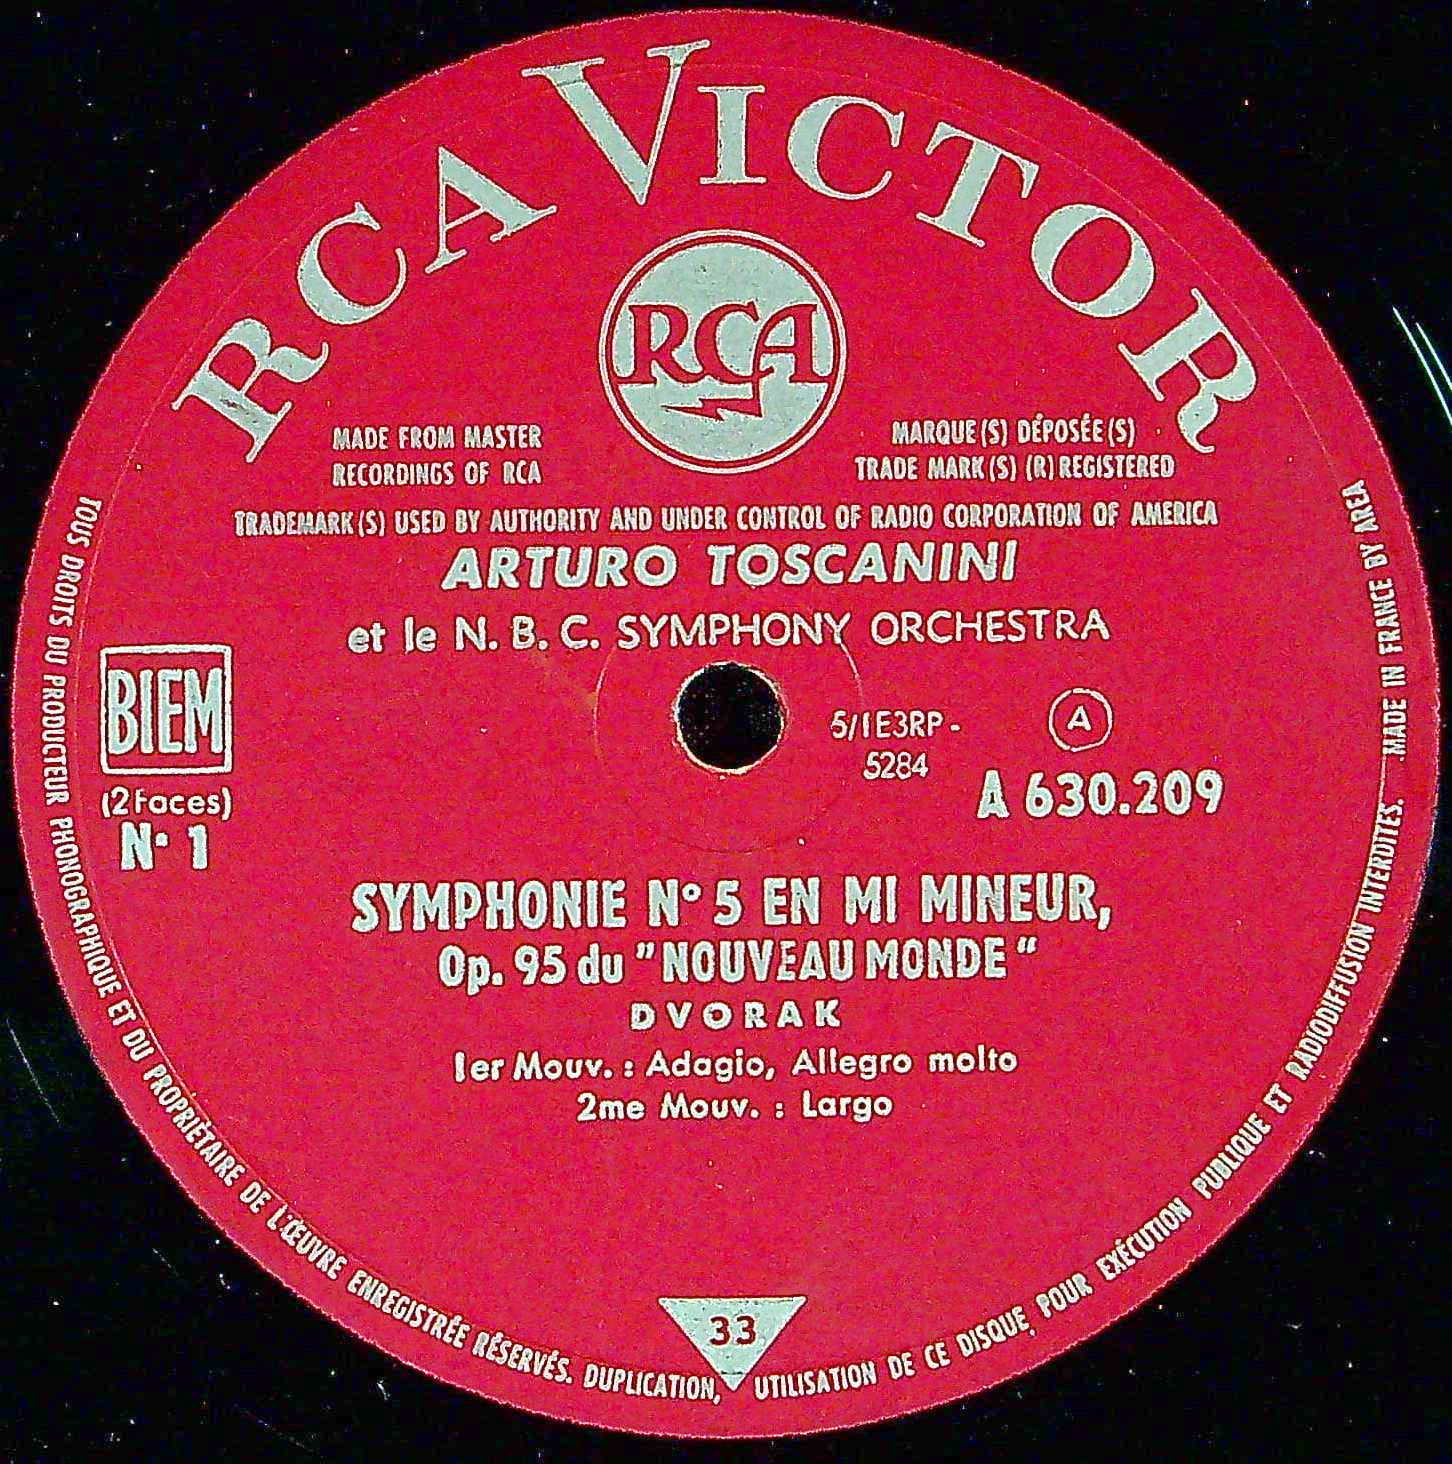 RCA VICTOR
RCA
MADE FROM MASTER
RECORDINGS OF RCA
MARQUE(S) DÉPOSÉE(S)
TRADE MARK(S) (R) REGISTERED
TRADEMARK(S) USED BY AUTHORITY AND UNDER CONTROL OF RADIO CORPORATION OF AMERICA
ARTURO TOSCANINI
et le N. B. C. SYMPHONY ORCHESTRA
BIEM
(2 Faces)
N° 1
5/1E3RP-
5284
A
A 630.209
SYMPHONIE N° 5 EN MI MINEUR,
Op. 95 du "NOUVEAU MONDE"
DVORAK
1er Mouv. : Adagio, Allegro molto
2me Mouv. : Largo
33
TOUS DROITS DU PRODUCTEUR PHONOGRAPHIQUE ET DU PROPRIÉTAIRE DE L'ŒUVRE ENREGISTRÉE RÉSERVÉS. DUPLICATION, UTILISATION DE CE DISQUE POUR EXÉCUTION PUBLIQUE ET RADIODIFFUSION INTERDITES. MADE IN FRANCE BY AREA